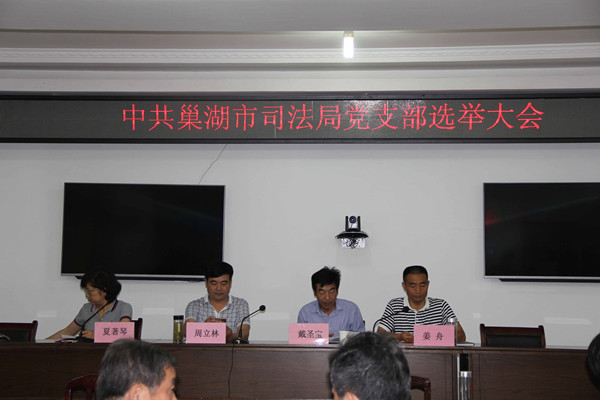 中共巢湖市司法局党支部选举大会
夏著琴
周立林
戴圣宝
姜舟